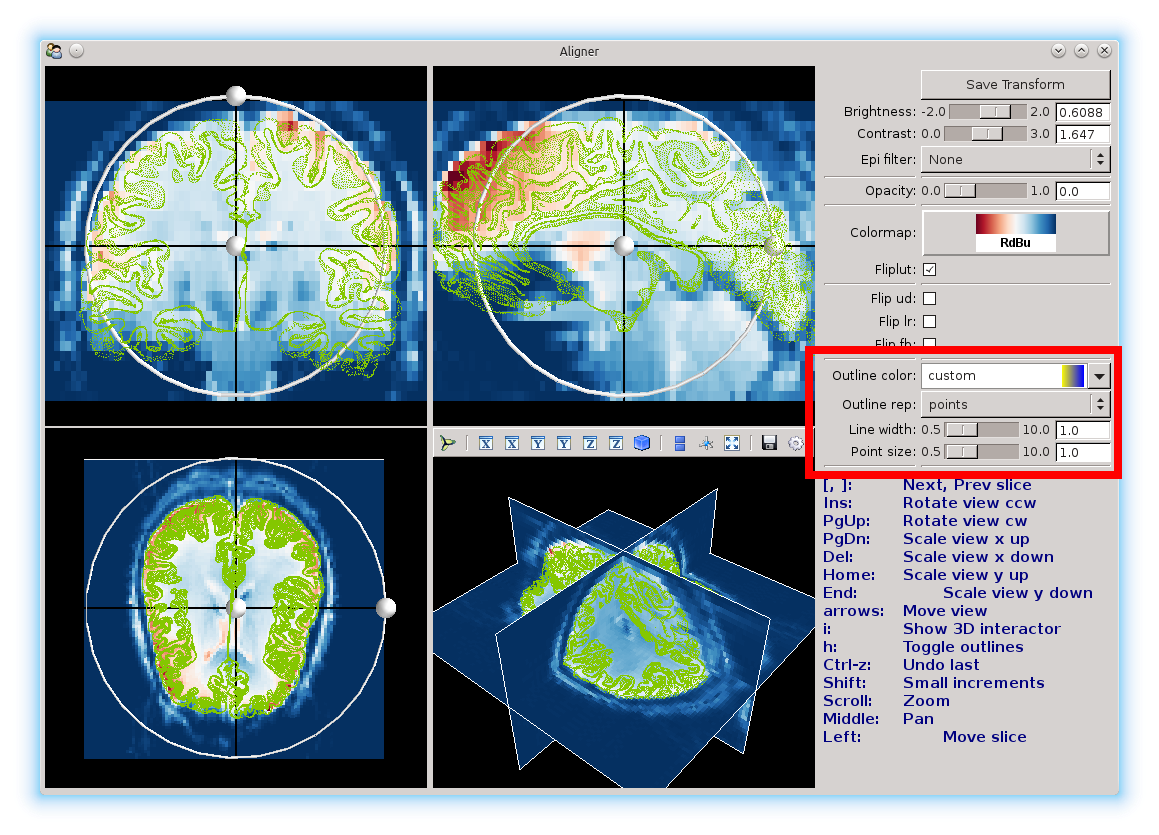 Aligner
Save Transform
Brightness: -2.0 2.0 0.6088
Contrast: 0.0 3.0 1.647
Epi filter: None
Opacity: 0.0 1.0 0.0
Colormap: RdBu
Fliplut:
Flip ud:
Flip lr:
Flip fb:
Outline color: custom
Outline rep: points
Line width: 0.5 10.0 1.0
Point size: 0.5 10.0 1.0
X X Y Y Z Z
[, ]: Next, Prev slice
Ins: Rotate view ccw
PgUp: Rotate view cw
PgDn: Scale view x up
Del: Scale view x down
Home: Scale view y up
End: Scale view y down
arrows: Move view
i: Show 3D interactor
h: Toggle outlines
Ctrl-z: Undo last
Shift: Small increments
Scroll: Zoom
Middle: Pan
Left: Move slice